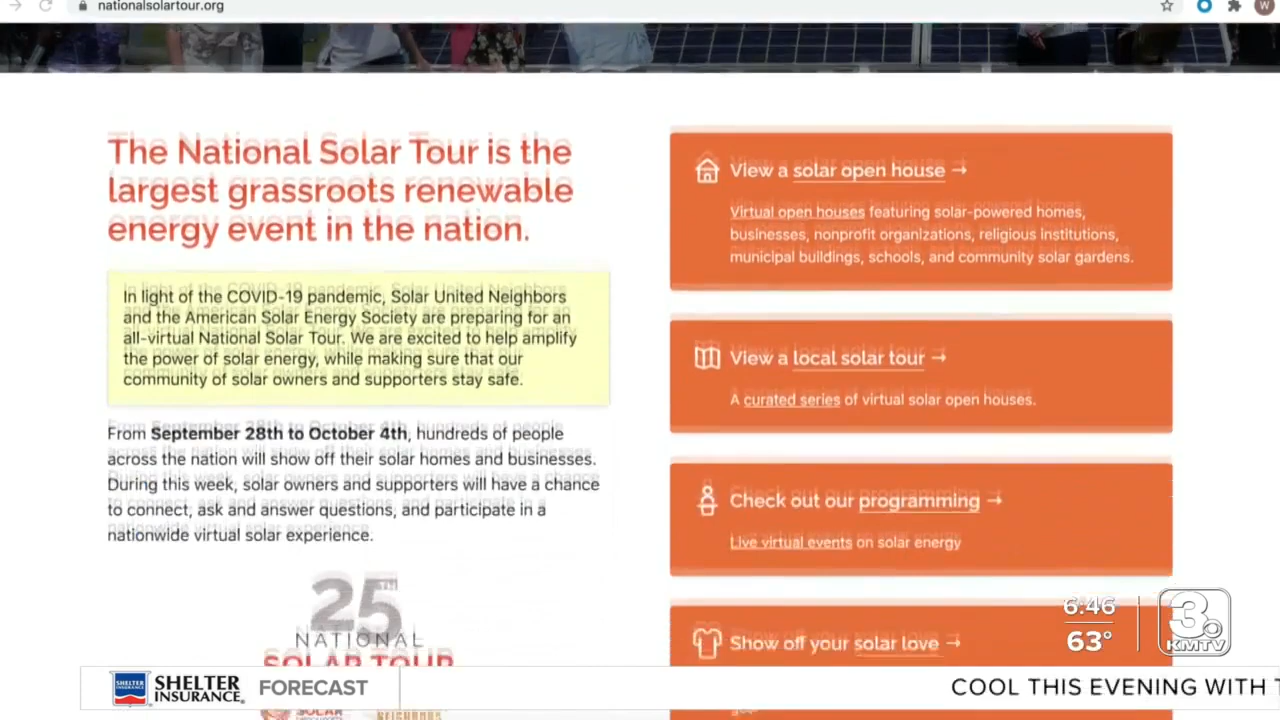 nationalsolartour.org
W
The National Solar Tour is the
largest grassroots renewable
energy event in the nation.
In light of the COVID-19 pandemic, Solar United Neighbors
and the American Solar Energy Society are preparing for an
all-virtual National Solar Tour. We are excited to help amplify
the power of solar energy, while making sure that our
community of solar owners and supporters stay safe.
From September 28th to October 4th, hundreds of people
across the nation will show off their solar homes and businesses.
During this week, solar owners and supporters will have a chance
to connect, ask and answer questions, and participate in a
nationwide virtual solar experience.
25TH
NATIONAL
SOLAR TOUR
SOLAR
NEIGHBORS
View a solar open house →
Virtual open houses featuring solar-powered homes,
businesses, nonprofit organizations, religious institutions,
municipal buildings, schools, and community solar gardens.
View a local solar tour →
A curated series of virtual solar open houses.
Check out our programming →
Live virtual events on solar energy
Show off your solar love →
6:46
63°
3
KMTV
SHELTER INSURANCE
SHELTER
INSURANCE®
FORECAST
COOL THIS EVENING WITH